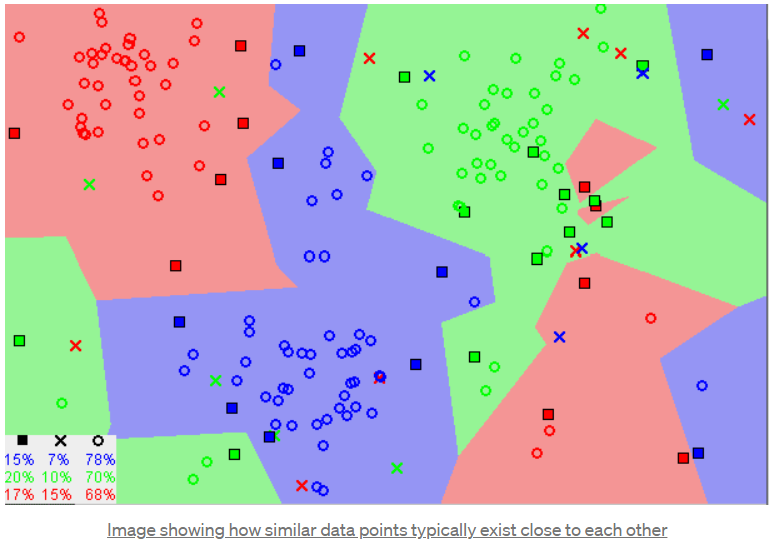 15% 7% 78%
20% 10% 70%
17% 15% 68%
Image showing how similar data points typically exist close to each other